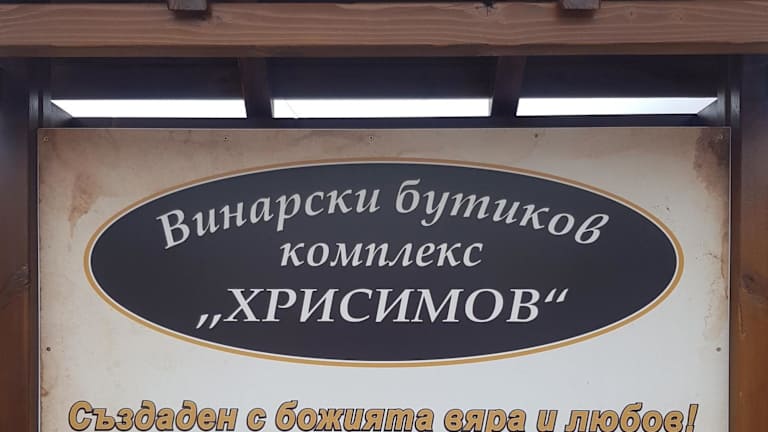 Винарски бутиков
комплекс
„ХРИСИМОВ“
Създаден с божията вяра и любов!